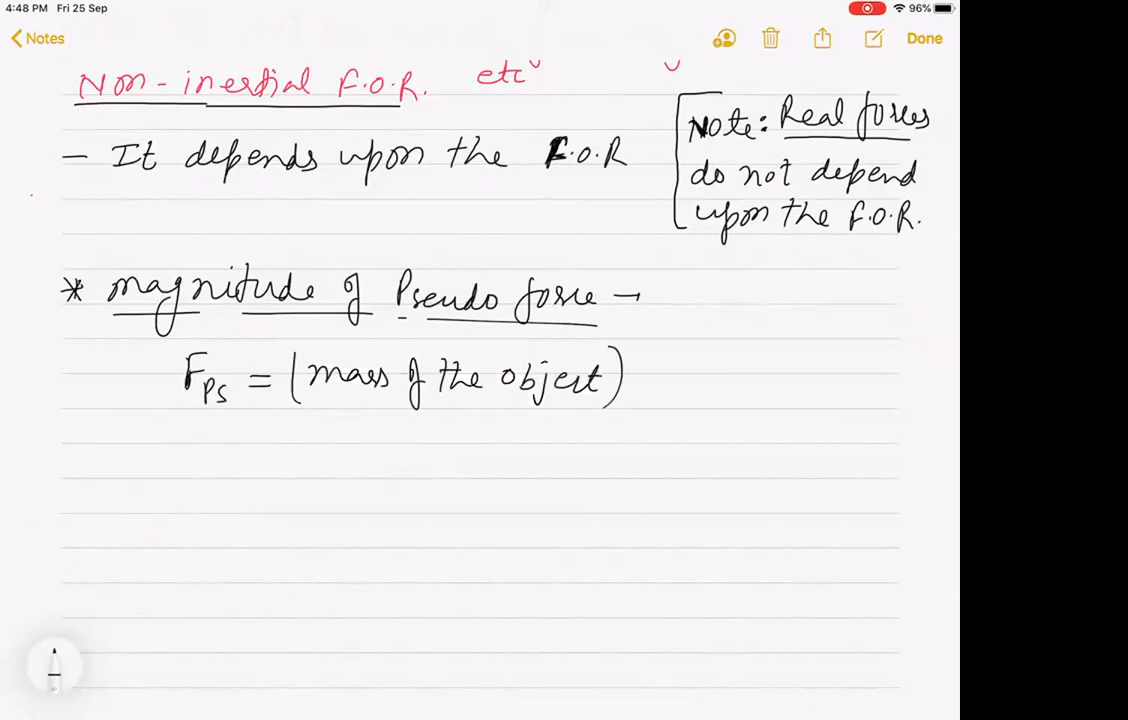 4:48 PM Fri 25 Sep
96%
Notes
Done
Non-inertial F.O.R. etc
- It depends upon the F.O.R
Note: Real forces
do not depend
upon the F.O.R.
* magnitude of Pseudo force →
Fps = (mass of the object)